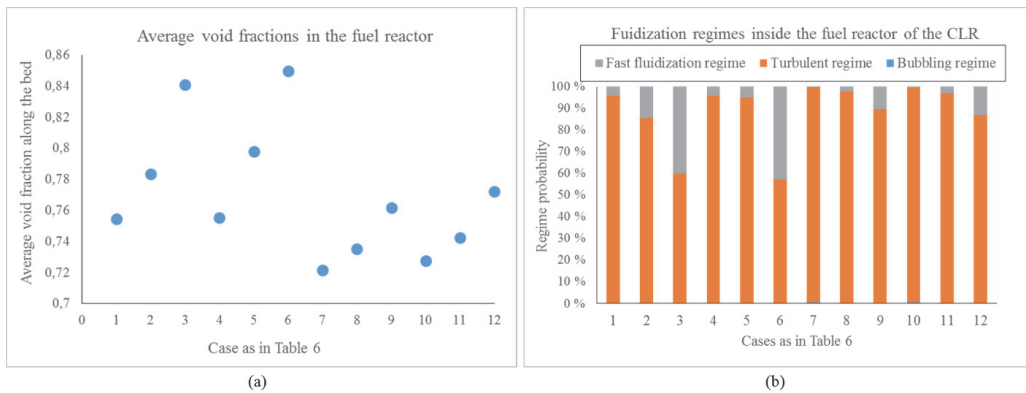 Average void fractions in the fuel reactor
Average void fraction along the bed
0,86
0,84
0,82
0,8
0,78
0,76
0,74
0,72
0,7
0 1 2 3 4 5 6 7 8 9 10 11 12
Case as in Table 6
(a)
Fuidization regimes inside the fuel reactor of the CLR
Fast fluidization regime Turbulent regime Bubbling regime
Regime probability
100 %
90 %
80 %
70 %
60 %
50 %
40 %
30 %
20 %
10 %
0 %
1 2 3 4 5 6 7 8 9 10 11 12
Cases as in Table 6
(b)